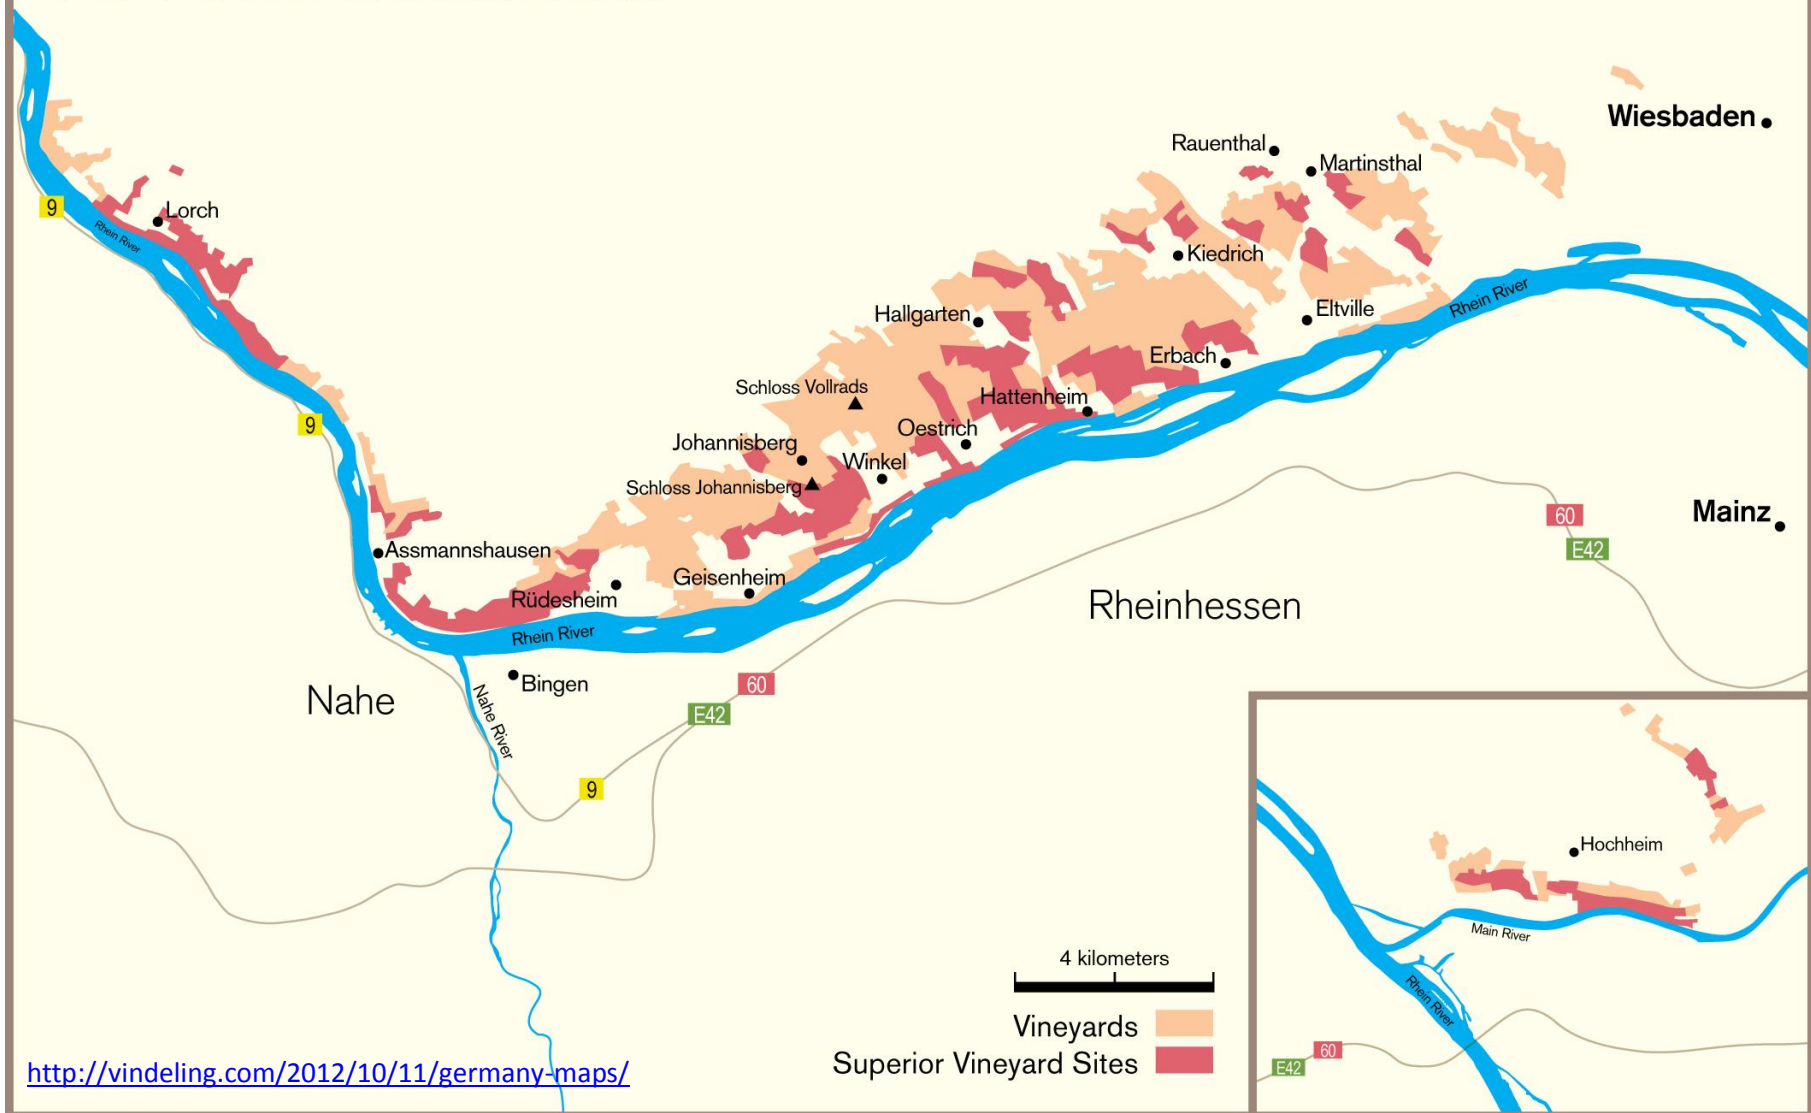 Wiesbaden
Rauenthal
Martinsthal
9
Lorch
Rhein River
Kiedrich
Rhein River
Eltville
Hallgarten
Erbach
Schloss Vollrads
Hattenheim
9
Oestrich
Johannisberg
Winkel
Schloss Johannisberg
60
Mainz
E42
Assmannshausen
Geisenheim
Rüdesheim
Rheinhessen
Rhein River
Bingen
60
Nahe
Nahe River
E42
9
Hochheim
Main River
Rhein River
60
E42
4 kilometers
Vineyards
Superior Vineyard Sites
http://vindeling.com/2012/10/11/germany-maps/